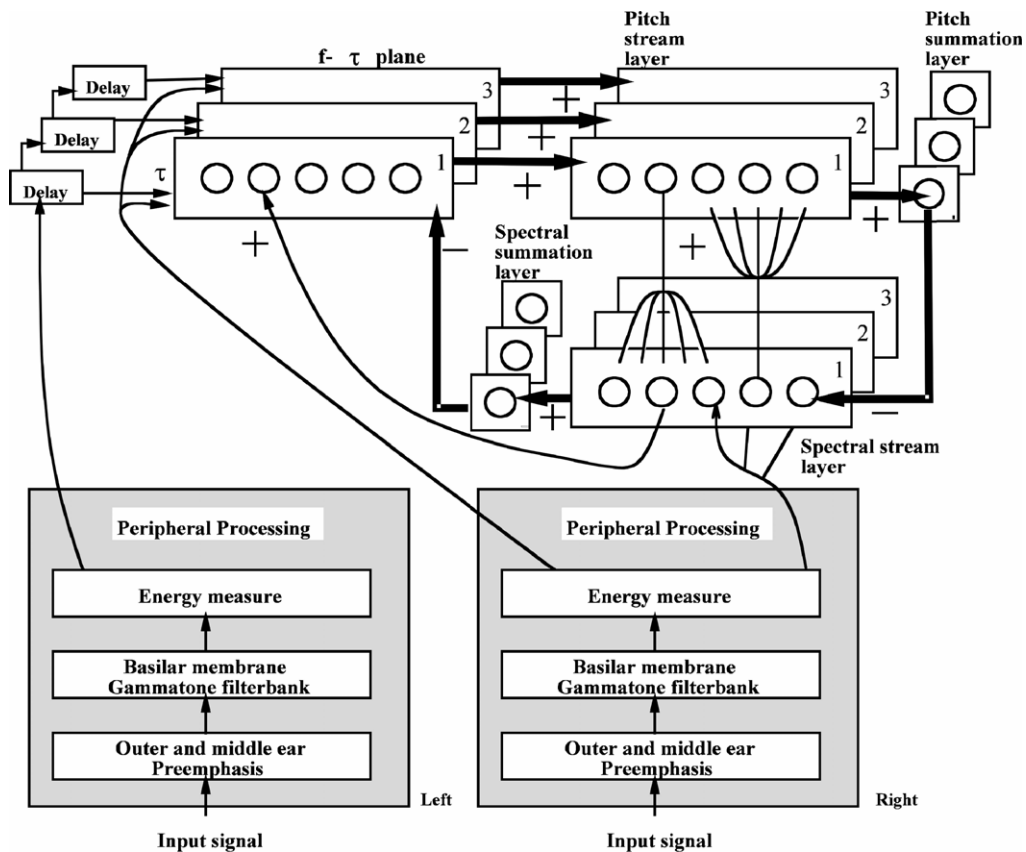 Pitch
stream
layer
Pitch
summation
layer
f- τ plane
Delay
3
3
+
Delay
2
+
2
Delay
τ
1
+
1
+
+
−
Spectral
summation
layer
+
3
2
1
+
−
Spectral stream
layer
Peripheral Processing
Energy measure
Basilar membrane
Gammatone filterbank
Outer and middle ear
Preemphasis
Left
Input signal
Peripheral Processing
Energy measure
Basilar membrane
Gammatone filterbank
Outer and middle ear
Preemphasis
Right
Input signal